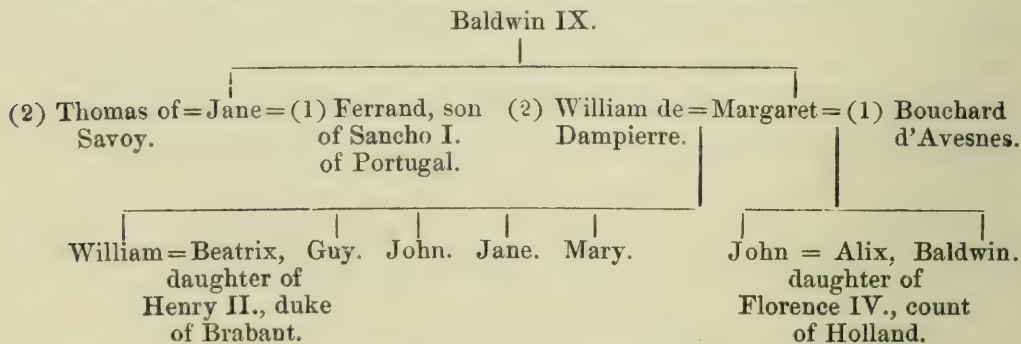 Baldwin IX.
(2) Thomas of = Jane = (1) Ferrand, son (2) William de = Margaret = (1) Bouchard
Savoy. of Sancho I. Dampierre. d'Avesnes.
of Portugal.
William = Beatrix, Guy. John. Jane. Mary. John = Alix, Baldwin.
daughter of daughter of
Henry II., duke Florence IV., count
of Brabant. of Holland.